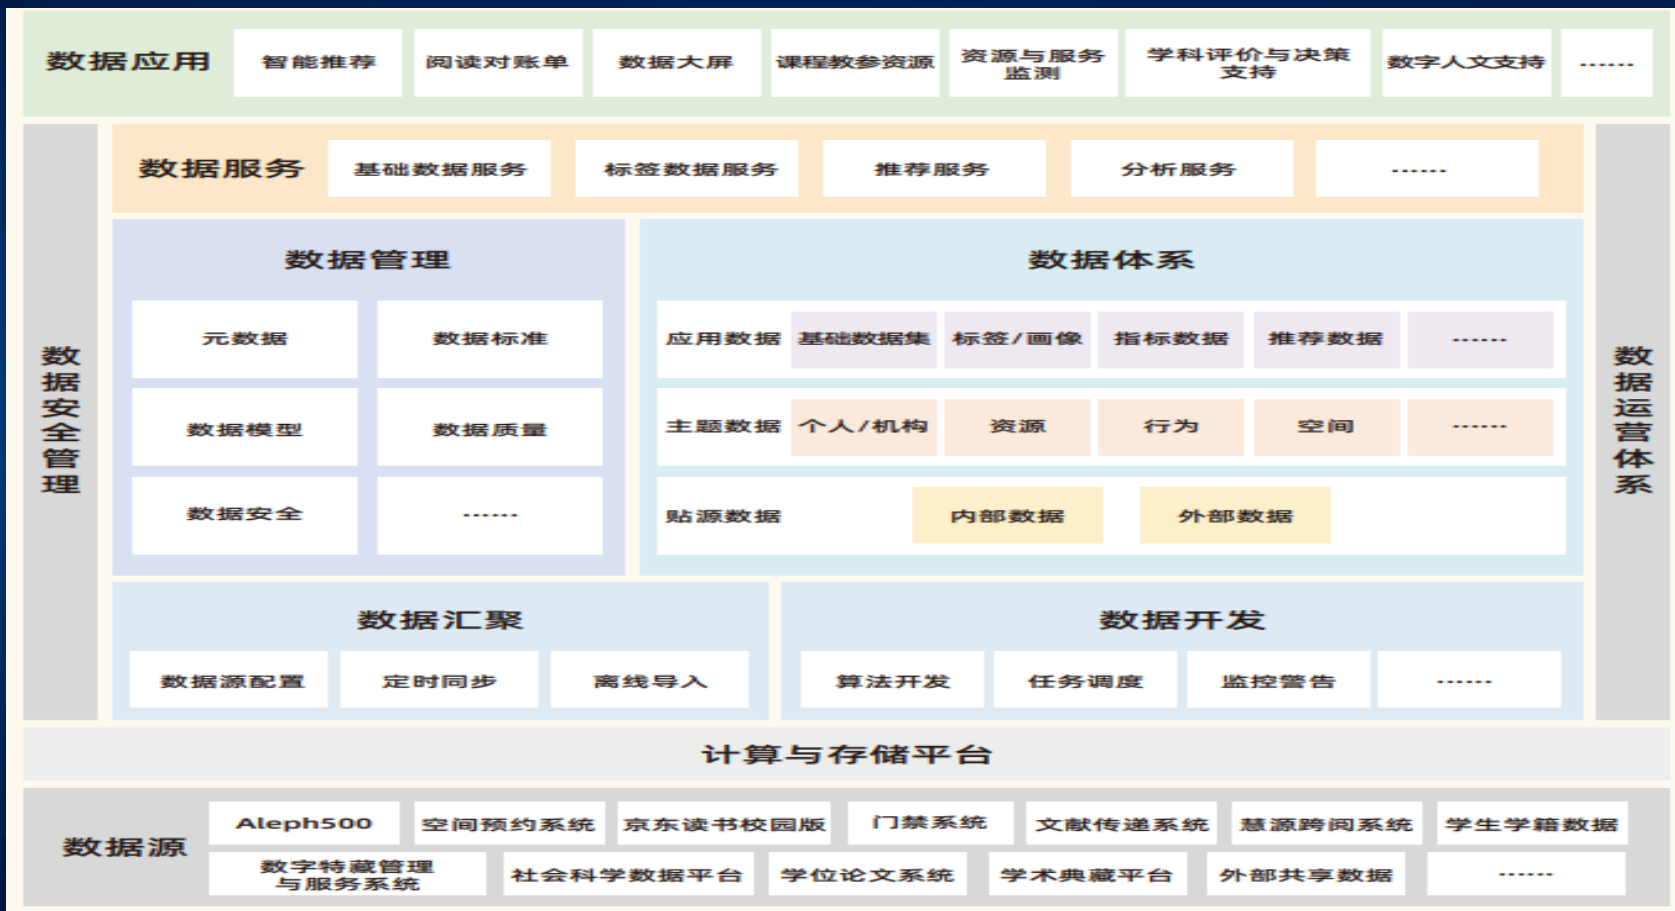 数据应用
智能推荐
阅读对账单
数据大屏
课程教参资源
资源与服务
监测
学科评价与决策
支持
数字人文支持
······
数据安全管理
数据服务
基础数据服务
标签数据服务
推荐服务
分析服务
······
数据管理
元数据
数据标准
数据模型
数据质量
数据安全
······
数据体系
应用数据
基础数据集
标签/画像
指标数据
推荐数据
······
主题数据
个人/机构
资源
行为
空间
······
贴源数据
内部数据
外部数据
数据运营体系
数据汇聚
数据源配置
定时同步
离线导入
数据开发
算法开发
任务调度
监控警告
······
计算与存储平台
数据源
Aleph500
空间预约系统
京东读书校园版
门禁系统
文献传递系统
慧源跨阅系统
学生学籍数据
数字特藏管理
与服务系统
社会科学数据平台
学位论文系统
学术典藏平台
外部共享数据
······